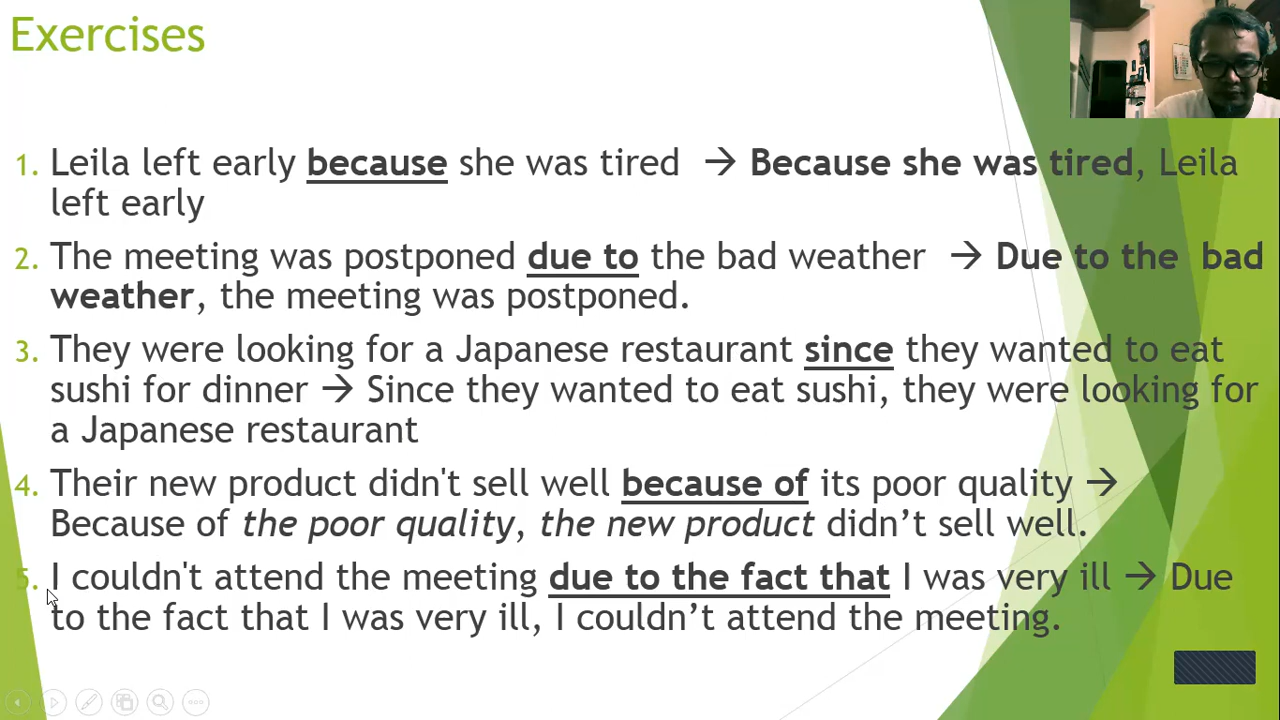 Exercises
1. Leila left early because she was tired → Because she was tired, Leila
left early
2. The meeting was postponed due to the bad weather → Due to the bad
weather, the meeting was postponed.
3. They were looking for a Japanese restaurant since they wanted to eat
sushi for dinner → Since they wanted to eat sushi, they were looking for
a Japanese restaurant
4. Their new product didn't sell well because of its poor quality →
Because of the poor quality, the new product didn’t sell well.
5. I couldn't attend the meeting due to the fact that I was very ill → Due
to the fact that I was very ill, I couldn’t attend the meeting.